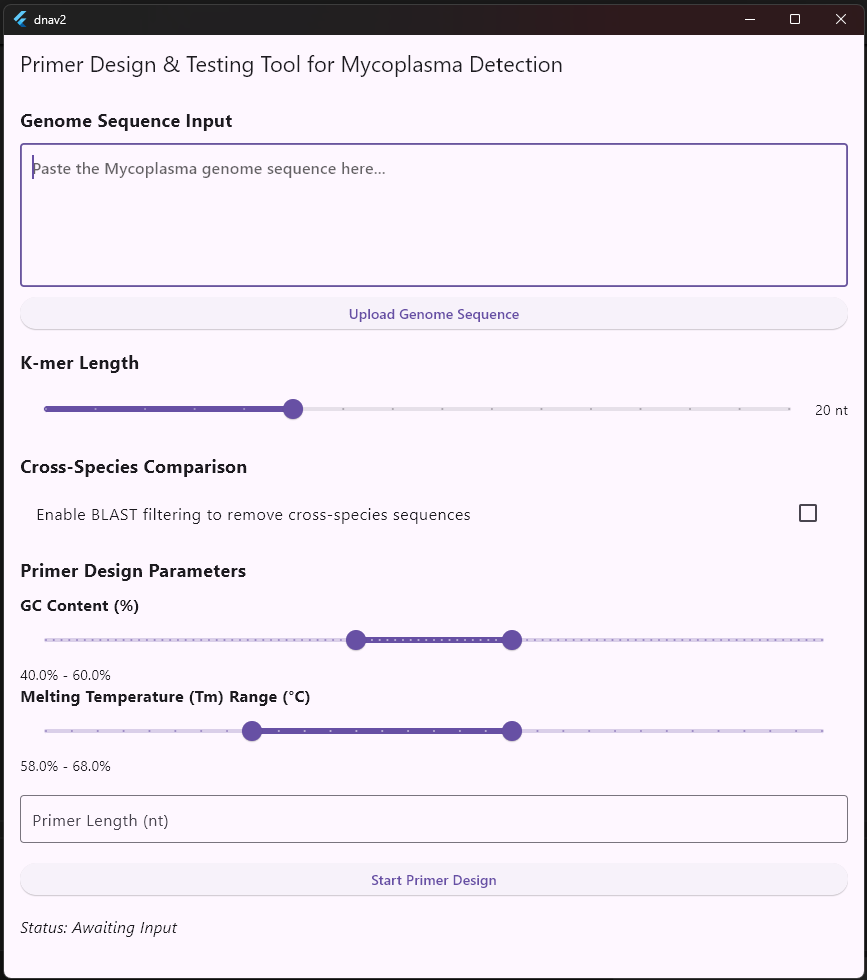 dnav2
Primer Design & Testing Tool for Mycoplasma Detection
Genome Sequence Input
Paste the Mycoplasma genome sequence here...
Upload Genome Sequence
K-mer Length
20 nt
Cross-Species Comparison
Enable BLAST filtering to remove cross-species sequences
Primer Design Parameters
GC Content (%)
40.0% - 60.0%
Melting Temperature (Tm) Range (°C)
58.0% - 68.0%
Primer Length (nt)
Start Primer Design
Status: Awaiting Input